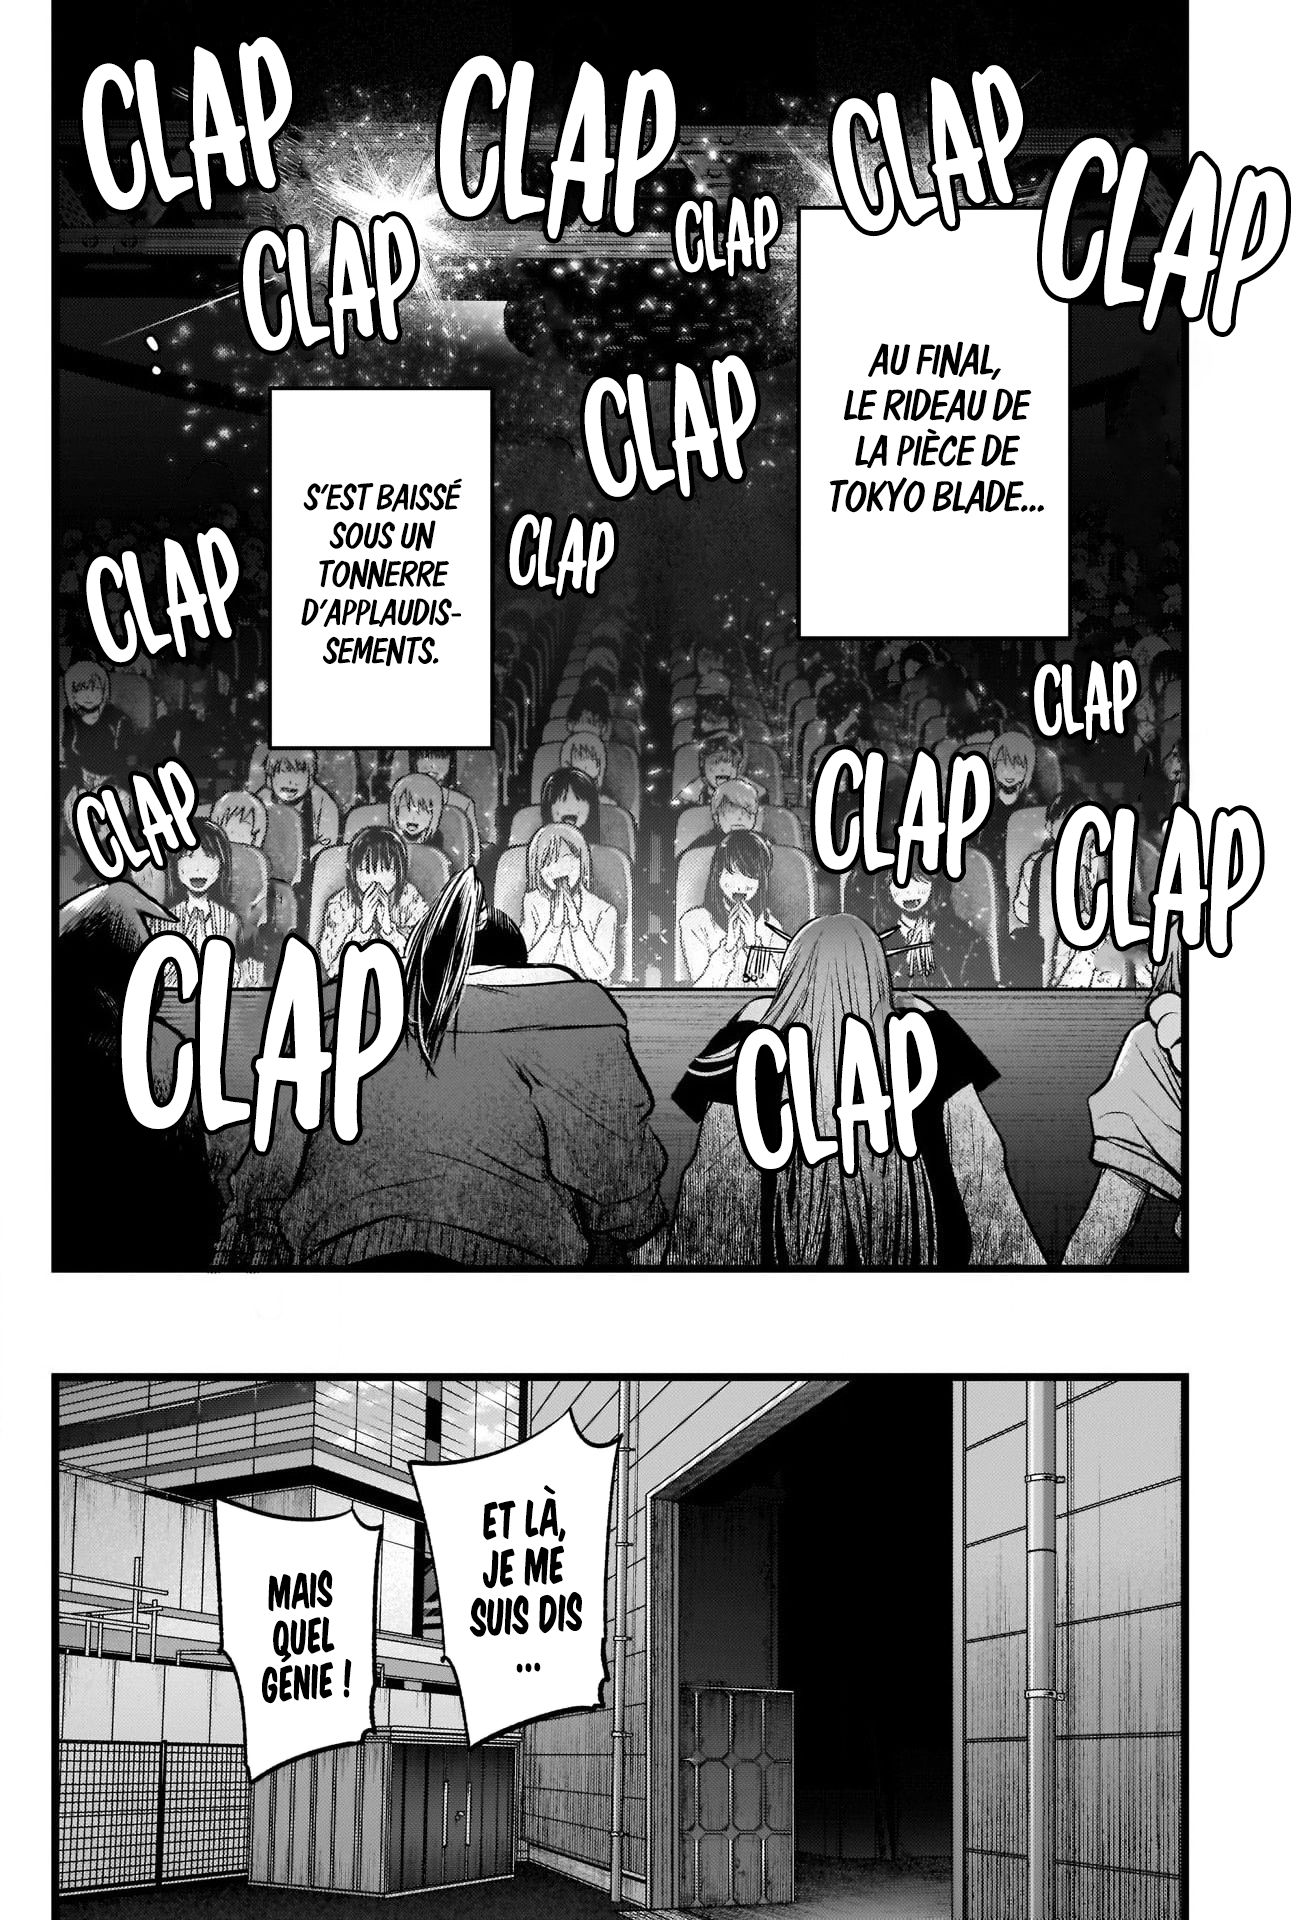 CLAP
CLAP
CLAP
CLAP
CLAP
CLAP
AU FINAL,
LE RIDEAU DE
LA PIÈCE DE
TOKYO BLADE...
CLAP
S'EST BAISSÉ
SOUS UN
TONNERRE
D'APPLAUDIS-
SEMENTS.
CLAP
CLAP
CLAP
CLAP
CLAP
CLAP
CLAP
CLAP
ET LÀ,
JE ME
SUIS DIS
...
MAIS
QUEL
GÉNIE !